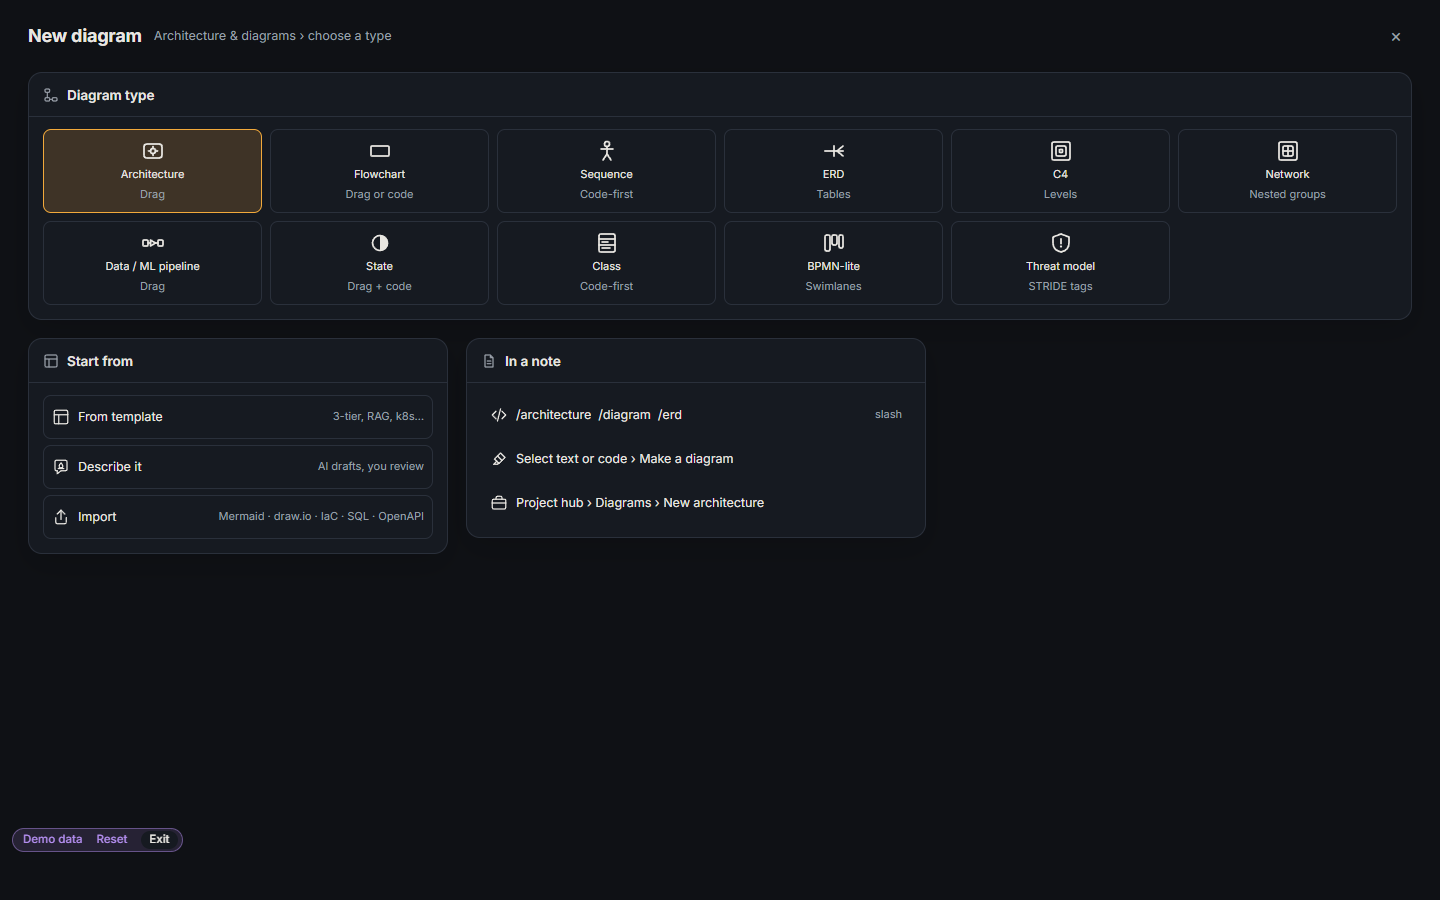 New diagram Architecture & diagrams › choose a type ×
Diagram type
Architecture
Drag
Flowchart
Drag or code
Sequence
Code-first
ERD
Tables
C4
Levels
Network
Nested groups
Data / ML pipeline
Drag
State
Drag + code
Class
Code-first
BPMN-lite
Swimlanes
Threat model
STRIDE tags
Start from
From template 3-tier, RAG, k8s...
Describe it AI drafts, you review
Import Mermaid · draw.io · IaC · SQL · OpenAPI
In a note
/architecture /diagram /erd slash
Select text or code › Make a diagram
Project hub › Diagrams › New architecture
Demo data Reset Exit